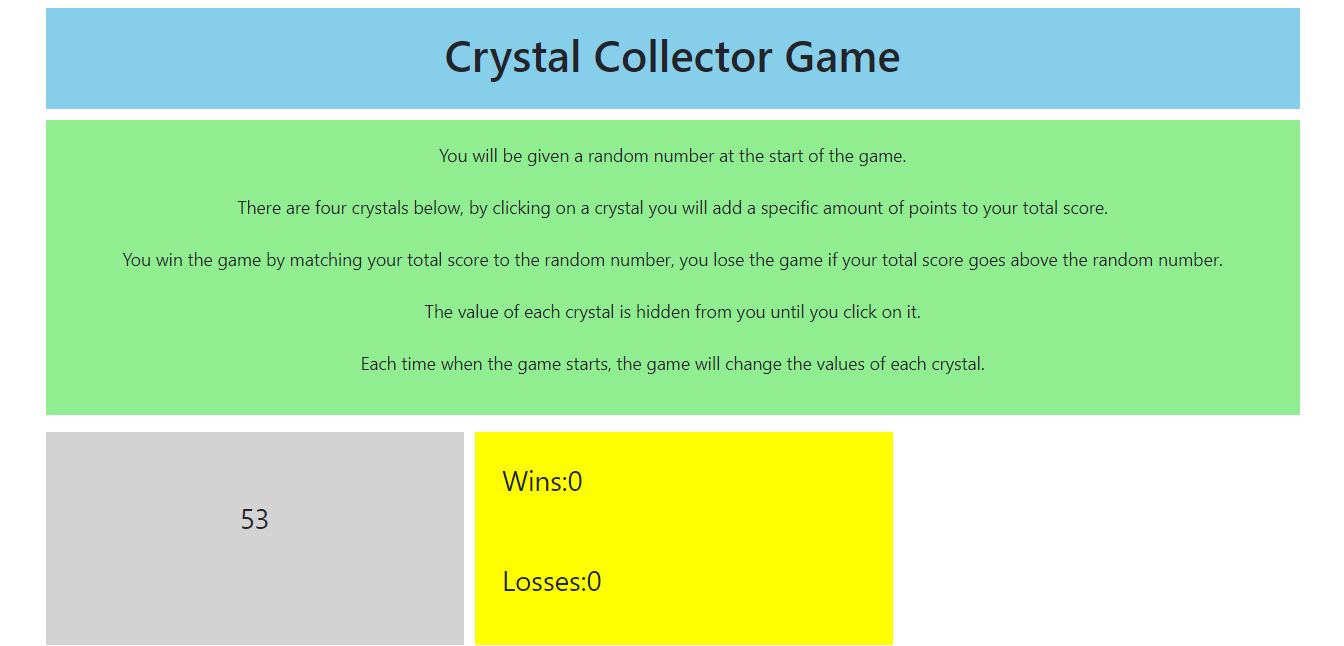 Crystal Collector Game
You will be given a random number at the start of the game.
There are four crystals below, by clicking on a crystal you will add a specific amount of points to your total score.
You win the game by matching your total score to the random number, you lose the game if your total score goes above the random number.
The value of each crystal is hidden from you until you click on it.
Each time when the game starts, the game will change the values of each crystal.
53
Wins:0
Losses:0